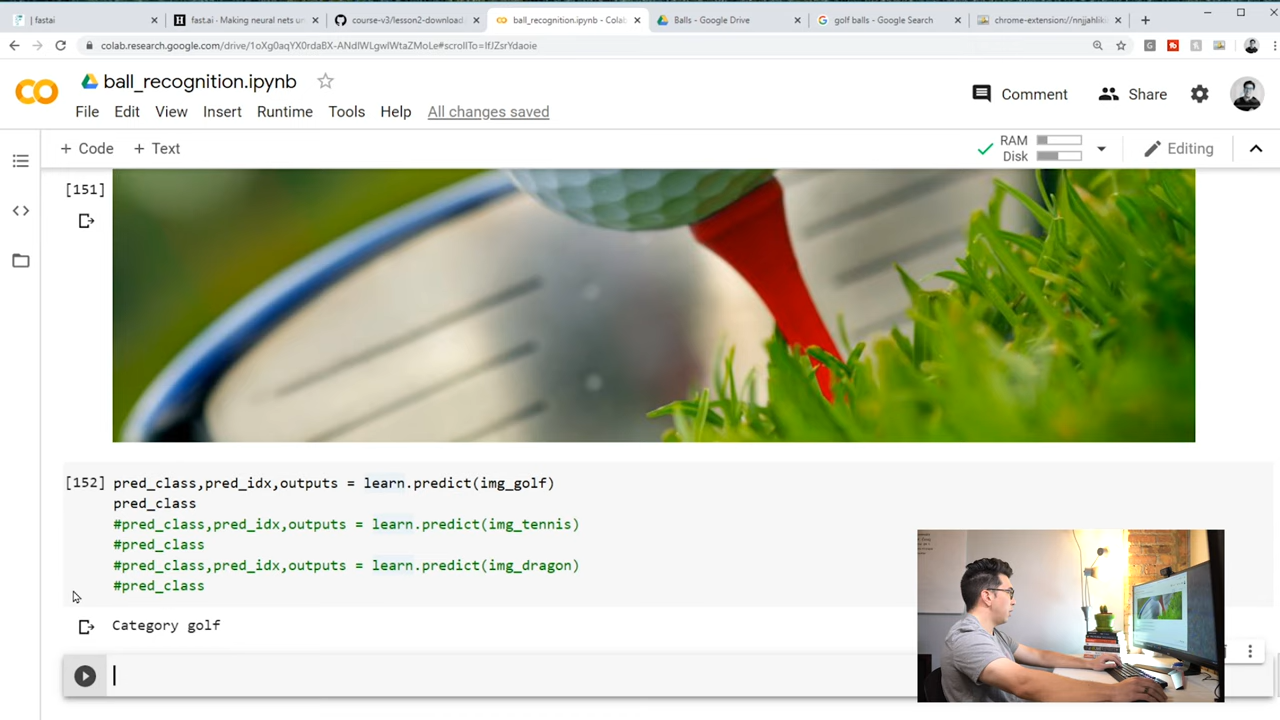 | fastai
fast.ai · Making neural nets un
course-v3/lesson2-download.
ball_recognition.ipynb - Colab
Balls - Google Drive
golf balls - Google Search
chrome-extension://nnjjahlik
colab.research.google.com/drive/1oXg0aqYX0rdaBX-ANdIWLgwIWtaZMoLe#scrollTo=IfJZsrYdaoie
ball_recognition.ipynb
Comment
Share
File Edit View Insert Runtime Tools Help All changes saved
+ Code + Text
RAM
Disk
Editing
[151]
[152] pred_class,pred_idx,outputs = learn.predict(img_golf)
pred_class
#pred_class,pred_idx,outputs = learn.predict(img_tennis)
#pred_class
#pred_class,pred_idx,outputs = learn.predict(img_dragon)
#pred_class
Category golf